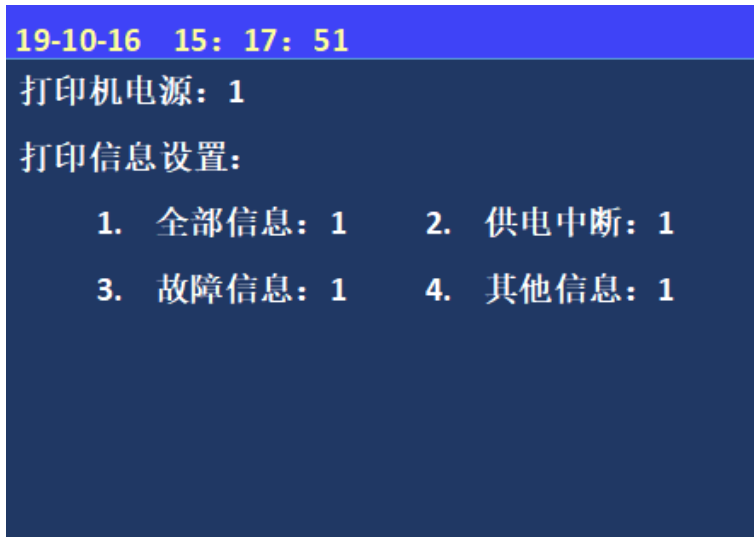 19-10-16 15：17：51
打印机电源：1
打印信息设置：
1. 全部信息：1 2. 供电中断：1
3. 故障信息：1 4. 其他信息：1